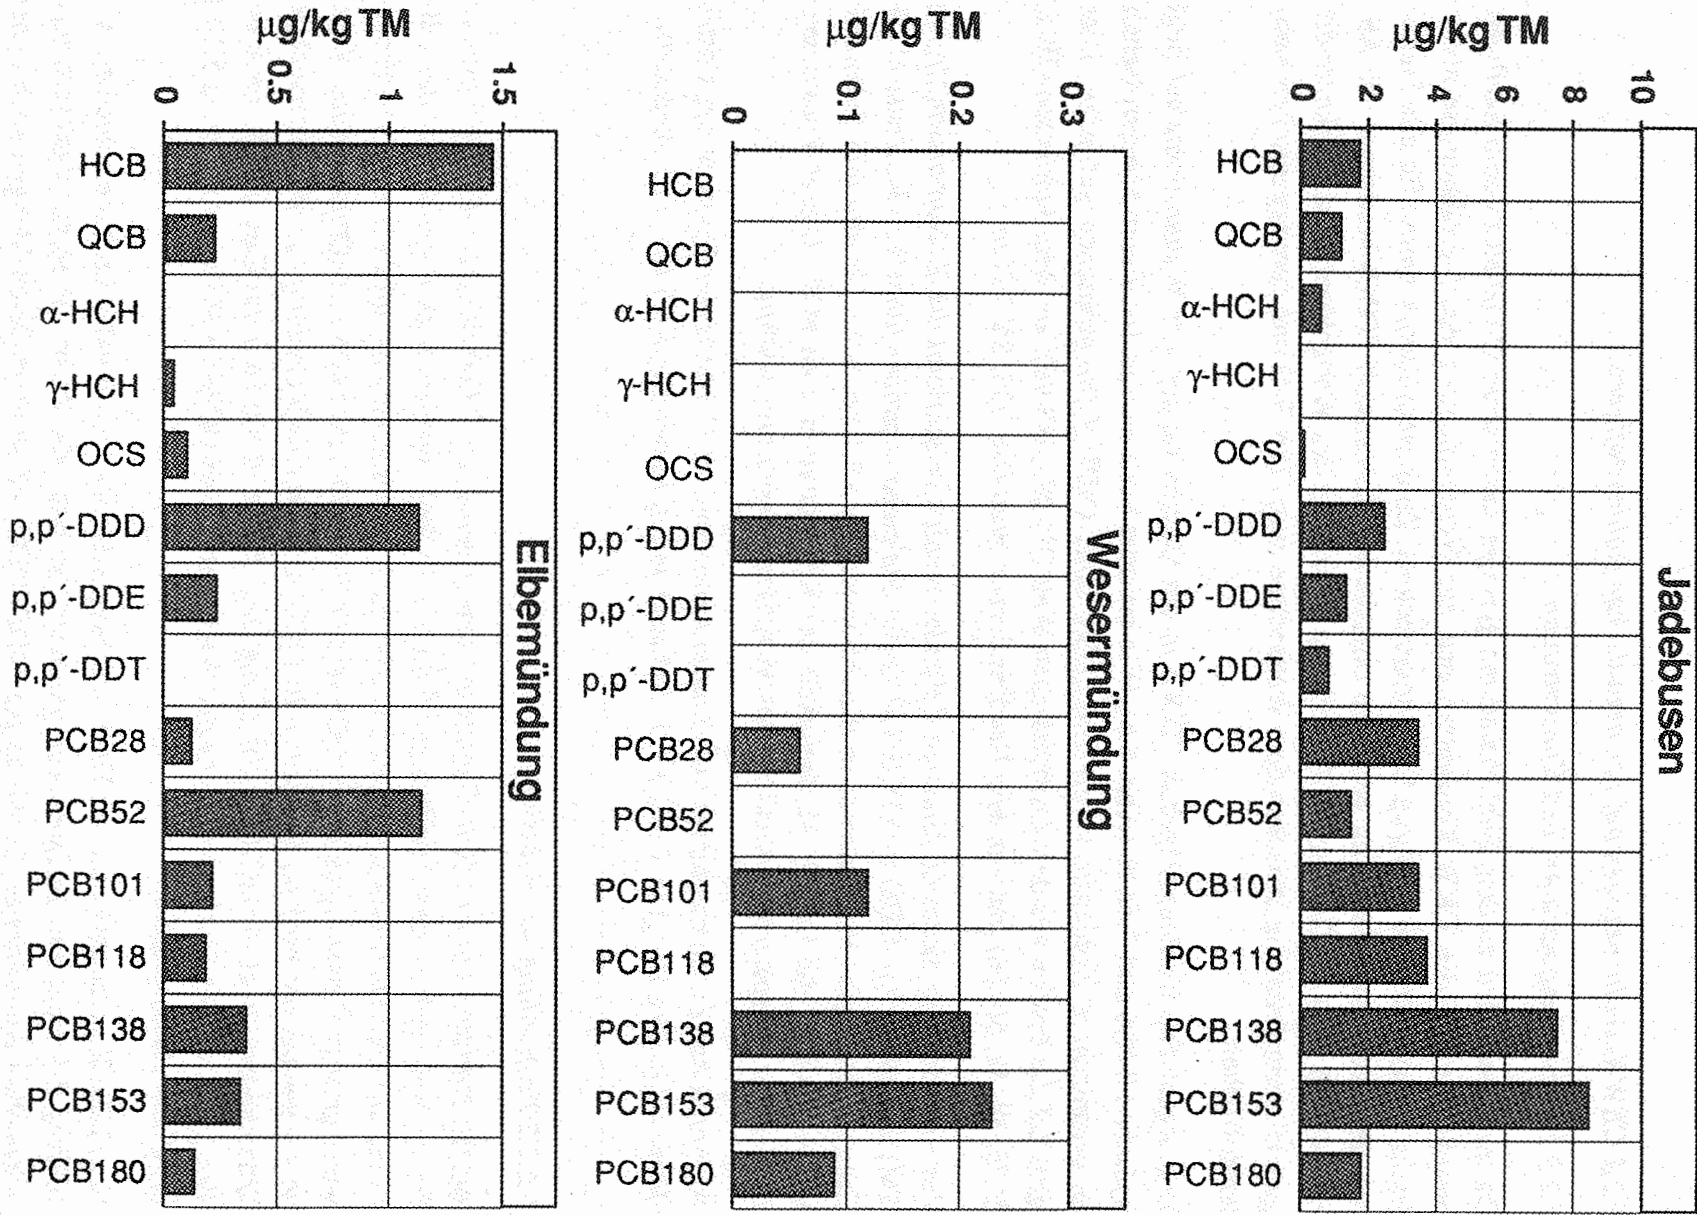 µg/kg TM
0
0.5
1
1.5
HCB
QCB
α-HCH
γ-HCH
OCS
p,p´-DDD
p,p´-DDE
p,p´-DDT
PCB28
PCB52
PCB101
PCB118
PCB138
PCB153
PCB180
Elbemündung
µg/kg TM
0
0.1
0.2
0.3
HCB
QCB
α-HCH
γ-HCH
OCS
p,p´-DDD
p,p´-DDE
p,p´-DDT
PCB28
PCB52
PCB101
PCB118
PCB138
PCB153
PCB180
Wesermündung
µg/kg TM
0
2
4
6
8
10
HCB
QCB
α-HCH
γ-HCH
OCS
p,p´-DDD
p,p´-DDE
p,p´-DDT
PCB28
PCB52
PCB101
PCB118
PCB138
PCB153
PCB180
Jadebusen